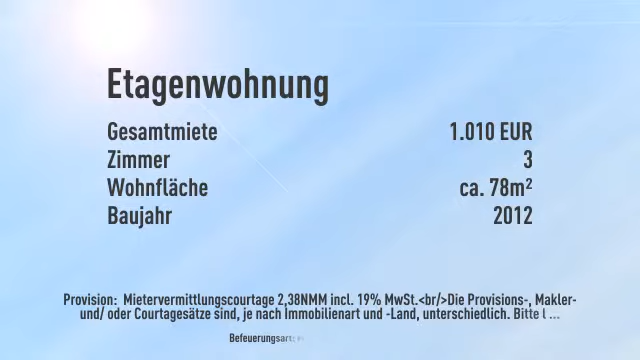 Etagenwohnung
Gesamtmiete 1.010 EUR
Zimmer 3
Wohnfläche ca. 78m²
Baujahr 2012
Provision: Mietervermittlungscourtage 2,38NMM incl. 19% MwSt.<br/>Die Provisions-, Makler-
und/ oder Courtagesätze sind, je nach Immobilienart und -Land, unterschiedlich. Bitte l ...
Befeuerungsart: